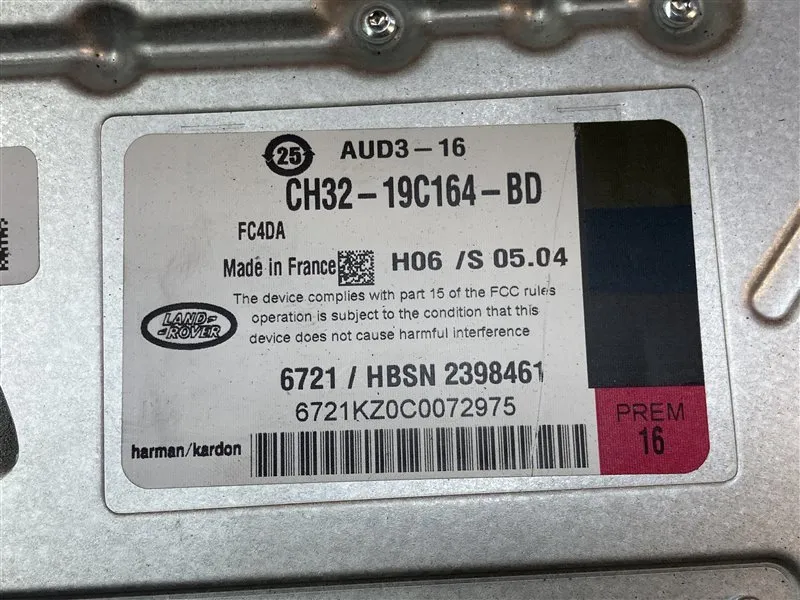 25
AUD3-16
CH32-19C164-BD
FC4DA
Made in France
H06 /S 05.04
The device complies with part 15 of the FCC rules
operation is subject to the condition that this
device does not cause harmful interference
LAND
ROVER
6721 / HBSN 2398461
6721KZ0C0072975
harman/kardon
PREM
16